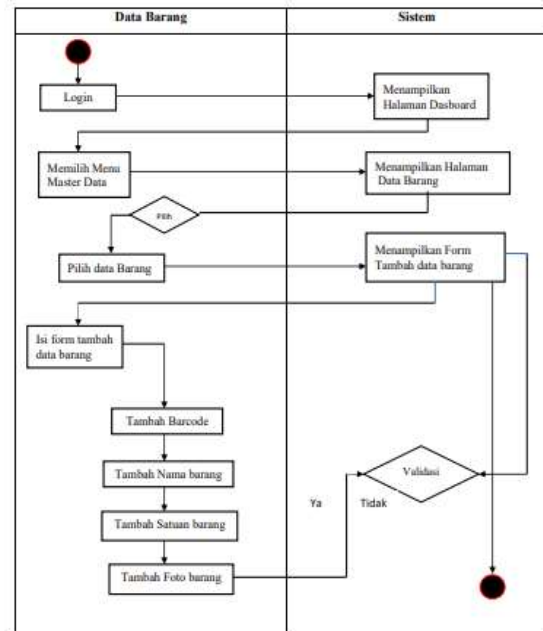 Data Barang
Sistem
Login
Menampilkan
Halaman Dasboard
Memilih Menu
Master Data
Menampilkan Halaman
Data Barang
Pilih
Pilih data Barang
Menampilkan Form
Tambah data barang
Isi form tambah
data barang
Tambah Barcode
Tambah Nama barang
Tambah Satuan barang
Tambah Foto barang
Validasi
Ya
Tidak